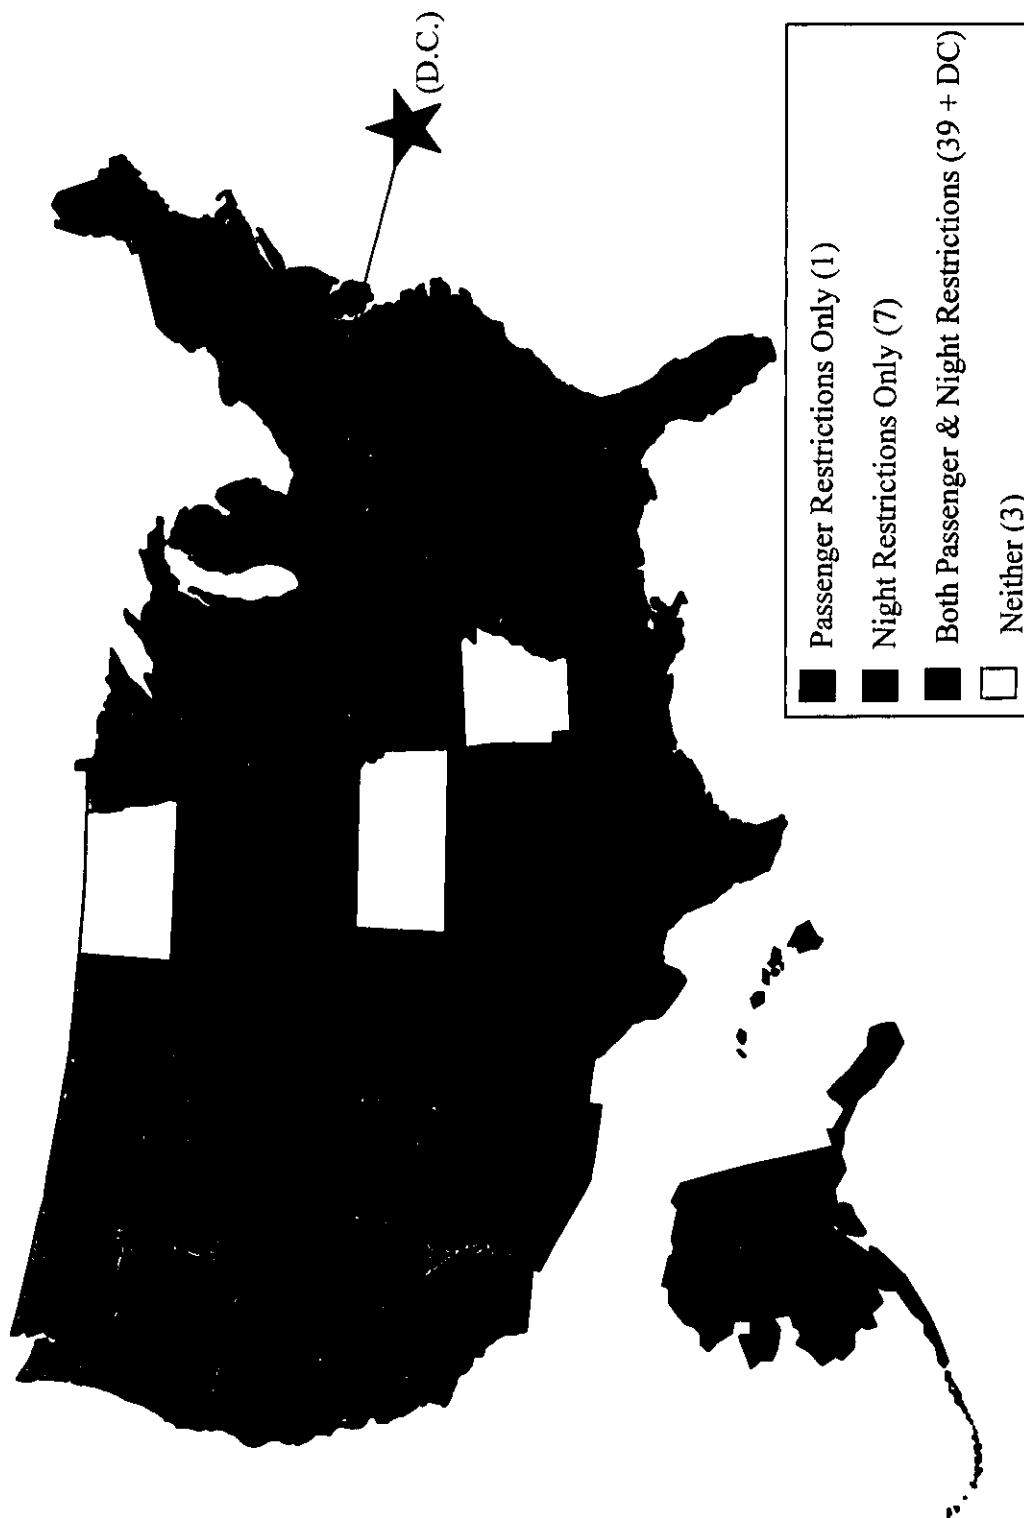 (D.C.)
Passenger Restrictions Only (1)
Night Restrictions Only (7)
Both Passenger & Night Restrictions (39 + DC)
Neither (3)